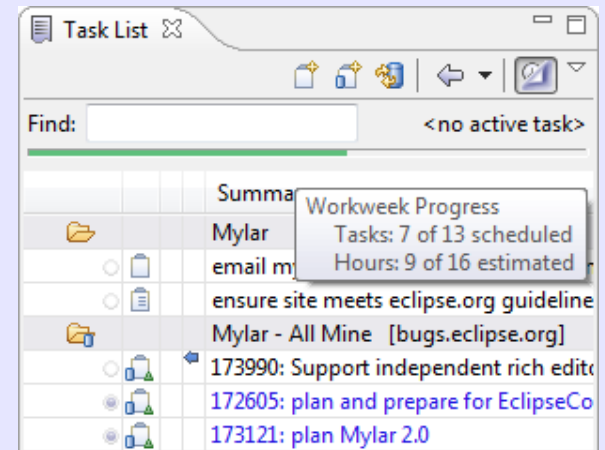 Task List
Find: <no active task>
Summa
Workweek Progress
Tasks: 7 of 13 scheduled
Hours: 9 of 16 estimated
Mylar
email m
ensure site meets eclipse.org guideline
Mylar - All Mine [bugs.eclipse.org]
173990: Support independent rich edito
172605: plan and prepare for EclipseCo
173121: plan Mylar 2.0